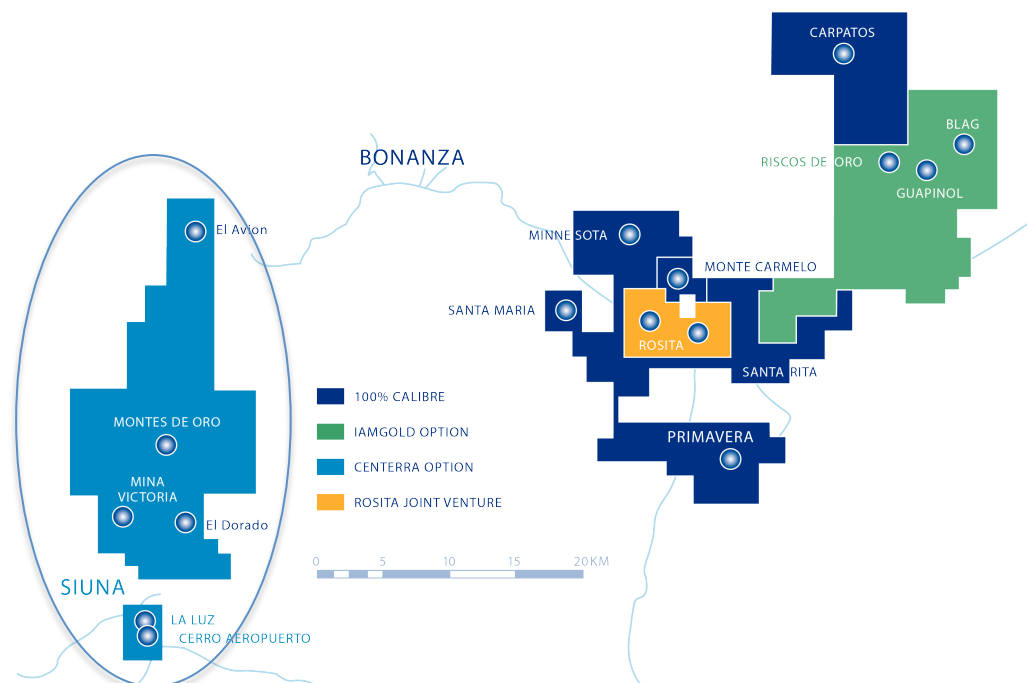 CARPATOS
BLAG
BONANZA
RISCOS DE ORO
GUAPINOL
El Avion
MINNE SOTA
MONTE CARMELO
SANTA MARIA
ROSITA
SANTA RITA
100% CALIBRE
MONTES DE ORO
IAMGOLD OPTION
PRIMAVERA
CENTERRA OPTION
MINA
VICTORIA
ROSITA JOINT VENTURE
El Dorado
0 5 10 15 20 KM
SIUNA
LA LUZ
CERRO AEROPUERTO